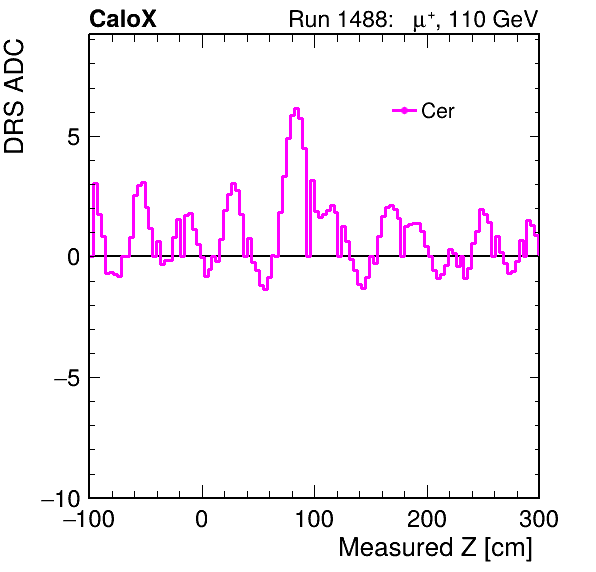 CaloX Run 1488: μ⁺, 110 GeV
DRS ADC
Cer
5
0
−5
−10
−100 0 100 200 300
Measured Z [cm]